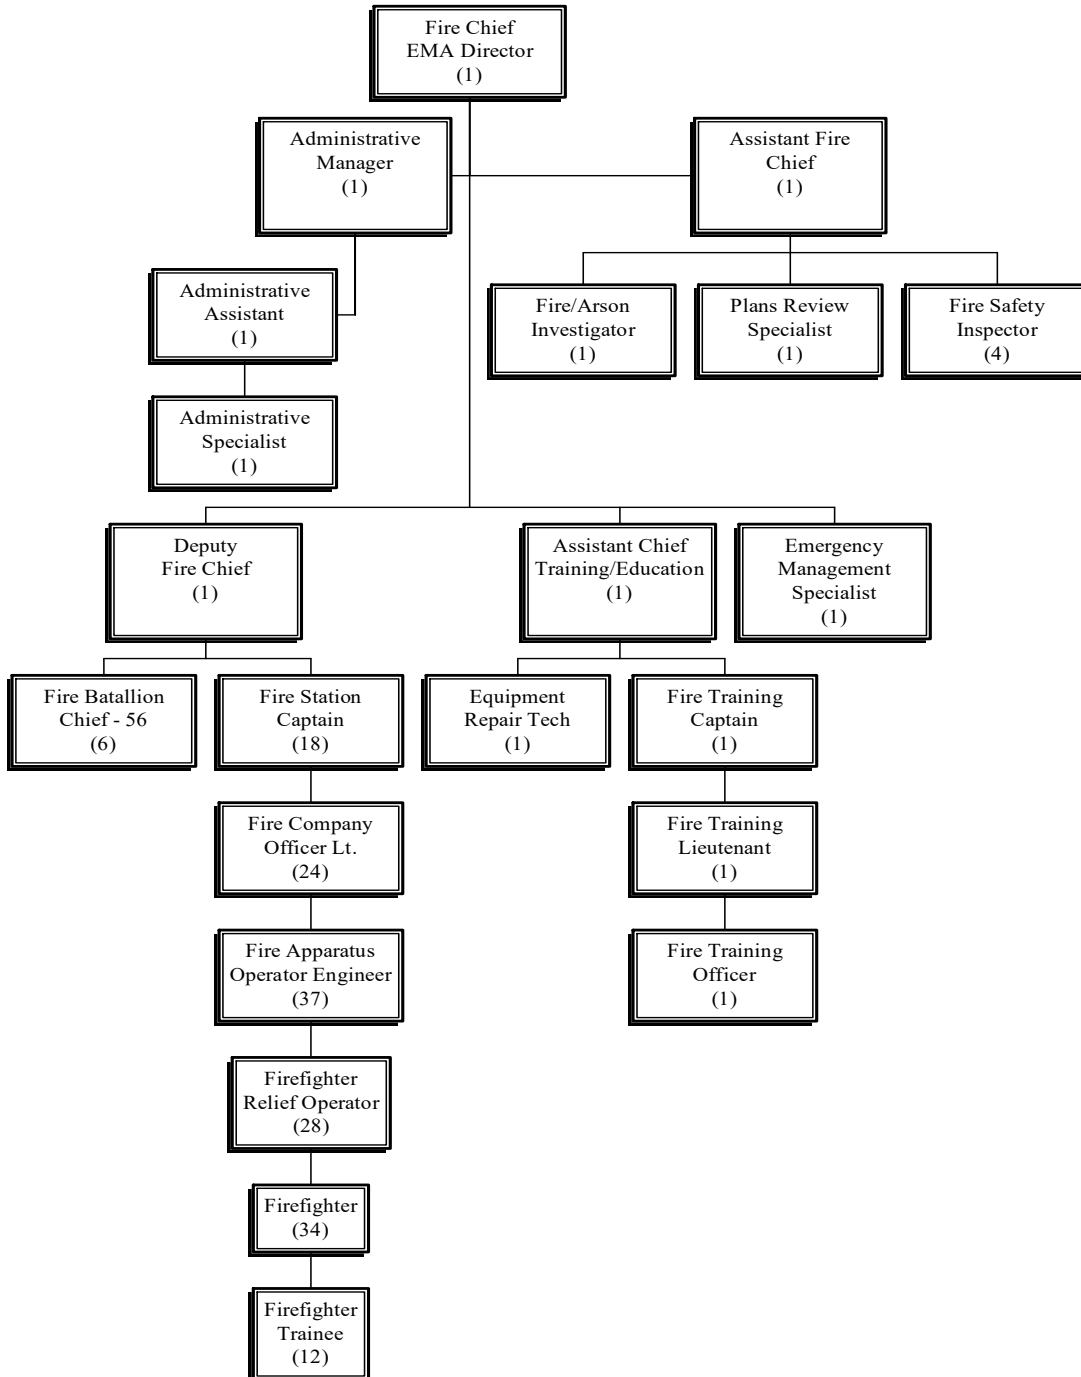 Fire Chief
EMA Director
(1)
Administrative
Manager
(1)
Assistant Fire
Chief
(1)
Administrative
Assistant
(1)
Fire/Arson
Investigator
(1)
Plans Review
Specialist
(1)
Fire Safety
Inspector
(4)
Administrative
Specialist
(1)
Deputy
Fire Chief
(1)
Assistant Chief
Training/Education
(1)
Emergency
Management
Specialist
(1)
Fire Batallion
Chief - 56
(6)
Fire Station
Captain
(18)
Equipment
Repair Tech
(1)
Fire Training
Captain
(1)
Fire Company
Officer Lt.
(24)
Fire Training
Lieutenant
(1)
Fire Apparatus
Operator Engineer
(37)
Fire Training
Officer
(1)
Firefighter
Relief Operator
(28)
Firefighter
(34)
Firefighter
Trainee
(12)